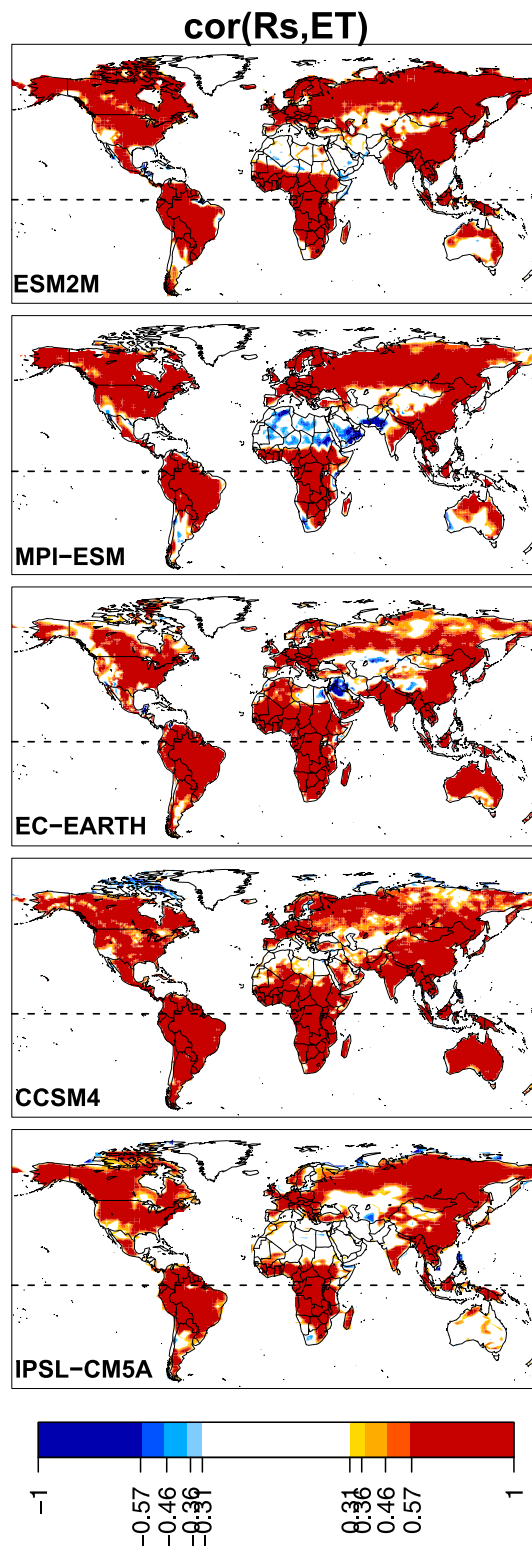 cor(Rs,ET)
ESM2M
MPI−ESM
EC−EARTH
CCSM4
IPSL−CM5A
−1
−0.57
−0.46
−0.36
−0.31
0.31
0.36
0.46
0.57
1